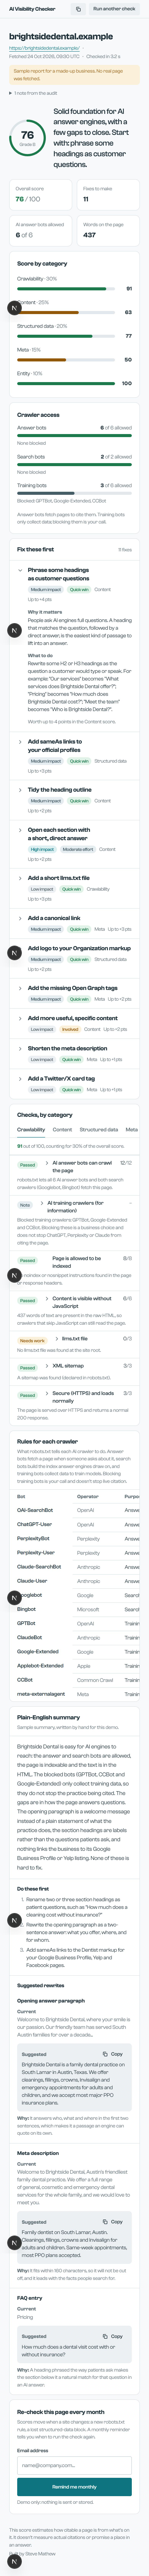 AI Visibility Checker
Run another check
brightsidedental.example
https://brightsidedental.example/
Fetched 24 Oct 2026, 09:00 UTC · Checked in 3.2 s
Sample report for a made-up business. No real page
was fetched.
1 note from the audit
76
Grade B
Solid foundation for AI
answer engines, with a
few gaps to close. Start
with: phrase some
headings as customer
questions.
Overall score
76 / 100
Fixes to make
11
AI answer bots allowed
6 of 6
Words on the page
437
Score by category
Crawlability · 30%
91
Content · 25%
63
Structured data · 20%
77
Meta · 15%
50
Entity · 10%
100
Crawler access
Answer bots
6 of 6 allowed
None blocked
Search bots
2 of 2 allowed
None blocked
Training bots
3 of 6 allowed
Blocked: GPTBot, Google-Extended, CCBot
Answer bots fetch pages to cite them. Training bots
only collect data; blocking them is your call.
Fix these first
11 fixes
Phrase some headings
as customer questions
Medium impact
Quick win
Content
Up to +4 pts
Why it matters
People ask AI engines full questions. A heading
that matches the question, followed by a
direct answer, is the easiest kind of passage to
lift into an answer.
What to do
Rewrite some H2 or H3 headings as the
question a customer would type or speak. For
example: "Our services" becomes "What
services does Brightside Dental offer?";
"Pricing" becomes "How much does
Brightside Dental cost?"; "Meet the team"
becomes "Who is Brightside Dental?".
Worth up to 4 points in the Content score.
Add sameAs links to
your official profiles
Medium impact
Quick win
Structured data
Up to +3 pts
Tidy the heading outline
Medium impact
Quick win
Content
Up to +2 pts
Open each section with
a short, direct answer
High impact
Moderate effort
Content
Up to +2 pts
Add a short llms.txt file
Low impact
Quick win
Crawlability
Up to +3 pts
Add a canonical link
Medium impact
Quick win
Meta
Up to +3 pts
Add logo to your Organization markup
Medium impact
Quick win
Structured data
Up to +2 pts
Add the missing Open Graph tags
Medium impact
Quick win
Meta
Up to +2 pts
Add more useful, specific content
Low impact
Involved
Content
Up to +2 pts
Shorten the meta description
Low impact
Quick win
Meta
Up to +1 pts
Add a Twitter/X card tag
Low impact
Quick win
Meta
Up to +1 pts
Checks, by category
Crawlability
Content
Structured data
Meta
91 out of 100, counting for 30% of the overall score.
Passed
AI answer bots can crawl
the page
12/12
robots.txt lets all 6 AI answer bots and both search
crawlers (Googlebot, Bingbot) fetch this page.
Note
AI training crawlers (for
information)
Blocked training crawlers: GPTBot, Google-Extended
and CCBot. Blocking these is a business choice and
does not stop ChatGPT, Perplexity or Claude from
citing the page.
Passed
Page is allowed to be
indexed
8/8
noindex or nosnippet instructions found in the page
or response headers.
Passed
Content is visible without
JavaScript
6/6
437 words of text are present in the raw HTML, so
crawlers that skip JavaScript can still read the page.
Needs work
llms.txt file
0/3
No llms.txt file was found at the site root.
Passed
XML sitemap
3/3
A sitemap was found (declared in robots.txt).
Passed
Secure (HTTPS) and loads
normally
3/3
The page is served over HTTPS and returns a normal
200 response.
Rules for each crawler
What robots.txt tells each AI crawler to do. Answer
bots fetch a page when someone asks about it, search
bots build the index answer engines draw on, and
training bots collect data to train models. Blocking
training bots is your call and doesn't stop live citation.
Bot
Operator
OAI-SearchBot
OpenAI
ChatGPT-User
OpenAI
PerplexityBot
Perplexity
Perplexity-User
Perplexity
Claude-SearchBot
Anthropic
Claude-User
Anthropic
Googlebot
Google
Bingbot
Microsoft
GPTBot
OpenAI
ClaudeBot
Anthropic
Google-Extended
Google
Applebot-Extended
Apple
CCBot
Common Crawl
meta-externalagent
Meta
Plain-English summary
Sample summary, written by hand for this demo.
Brightside Dental is easy for AI engines to
reach: the answer and search bots are allowed,
the page is indexable and the text is in the
HTML. The blocked bots (GPTBot, CCBot and
Google-Extended) only collect training data, so
they do not stop the practice being cited. The
gaps are in how the page answers questions.
The opening paragraph is a welcome message
instead of a plain statement of what the
practice does, the section headings are labels
rather than the questions patients ask, and
nothing links the website to its Google
Business Profile or Yelp listing. None of these is
hard to fix.
Do these first
1. Rename two or three section headings as
patient questions, such as "How much does a
cleaning cost without insurance?"
2. Rewrite the opening paragraph as a two-
sentence answer: what you offer, where, and
for whom.
3. Add sameAs links to the Dentist markup for
your Google Business Profile, Yelp and
Facebook pages.
Suggested rewrites
Opening answer paragraph
Current
Welcome to Brightside Dental, where your smile is
our passion. Our friendly team has served South
Austin families for a decade...
Suggested
Copy
Brightside Dental is a family dental practice on
South Lamar in Austin, Texas. We offer
cleanings, fillings, crowns, Invisalign and
emergency appointments for adults and
children, and we accept most major PPO
insurance plans.
Why: It answers who, what and where in the first two
sentences, which makes it a passage an engine can
quote on its own.
Meta description
Current
Welcome to Brightside Dental, Austin's friendliest
family dental practice. We offer a full range
of general, cosmetic and emergency dental
care for the whole family, and we would love to
meet you.
Suggested
Copy
Family dentist on South Lamar, Austin.
Cleanings, fillings, crowns and Invisalign for
adults and children. Same week appointments,
most PPO plans accepted.
Why: It fits within 160 characters, so it will not be cut
off, and it leads with the facts people search for.
FAQ entry
Current
Pricing
Suggested
Copy
How much does a dental visit cost with or
without insurance?
Why: A heading phrased the way patients ask makes
the section below it a natural match for that question in
an AI answer.
Re-check this page every month
Scores move when a site changes: a new robots.txt
rule, a lost structured data block. A monthly reminder
tells you when to run the check again.
Email address
name@company.com
Remind me monthly
Demo only: nothing is sent or stored.
This score estimates how citable a page is from what's on
it. It doesn't measure actual citations or promise a place in
an answer.